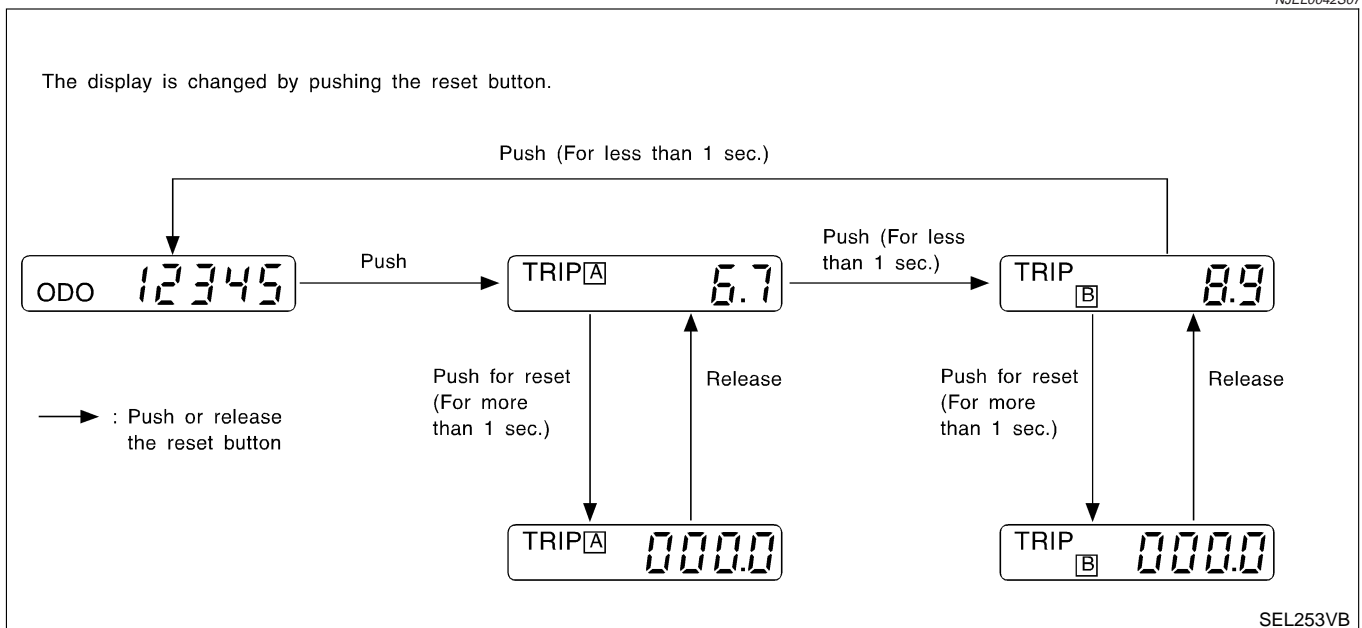 The display is changed by pushing the reset button.
Push (For less than 1 sec.)
ODO 12345
Push
TRIP A 6.7
Push (For less
than 1 sec.)
TRIP B 8.9
: Push or release
the reset button
Push for reset
(For more
than 1 sec.)
Release
Push for reset
(For more
than 1 sec.)
Release
TRIP A 000.0
TRIP B 000.0
SEL253VB